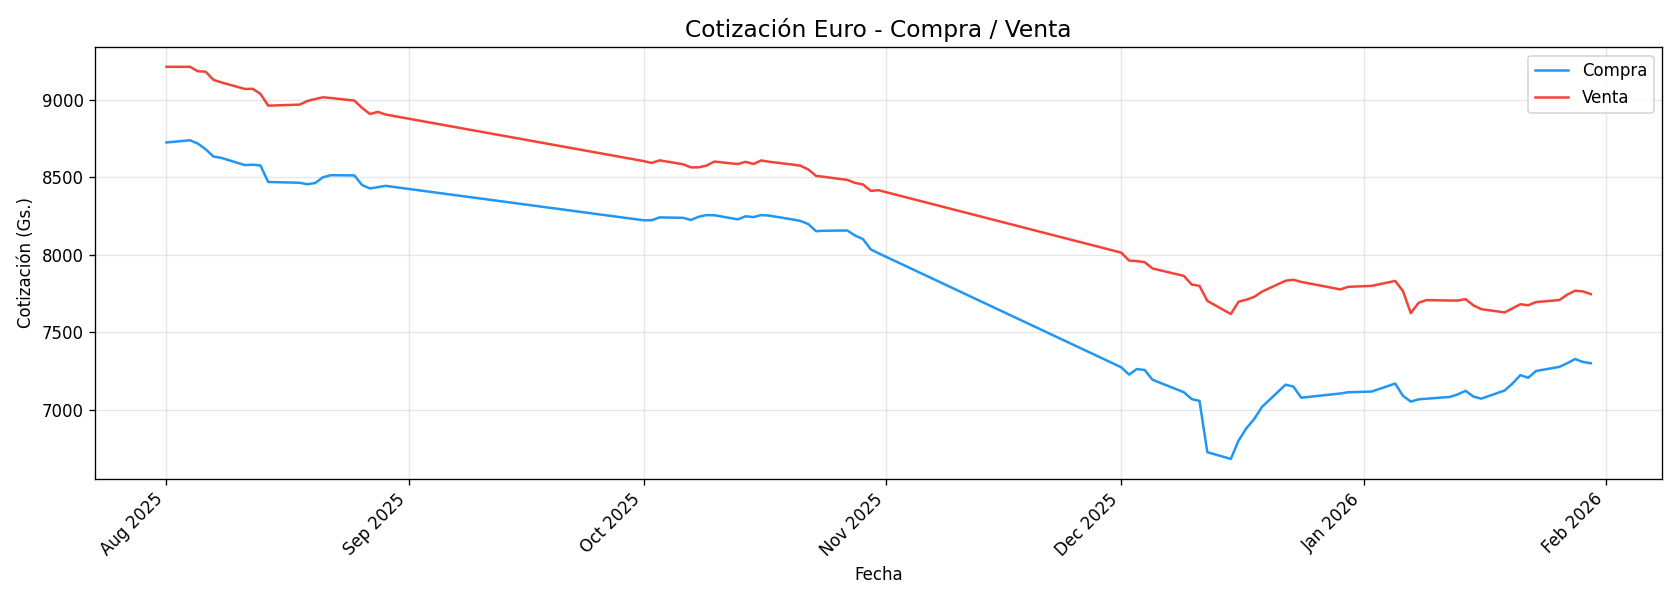 Cotización Euro - Compra / Venta
Compra
Venta
Cotización (Gs.)
9000
8500
8000
7500
7000
Aug 2025
Sep 2025
Oct 2025
Nov 2025
Dec 2025
Jan 2026
Feb 2026
Fecha